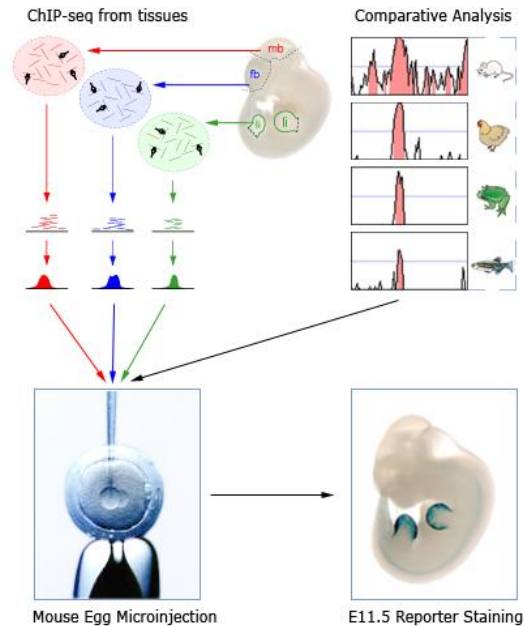 ChIP-seq from tissues
Comparative Analysis
mb
fb
li
li
Mouse Egg Microinjection
E11.5 Reporter Staining